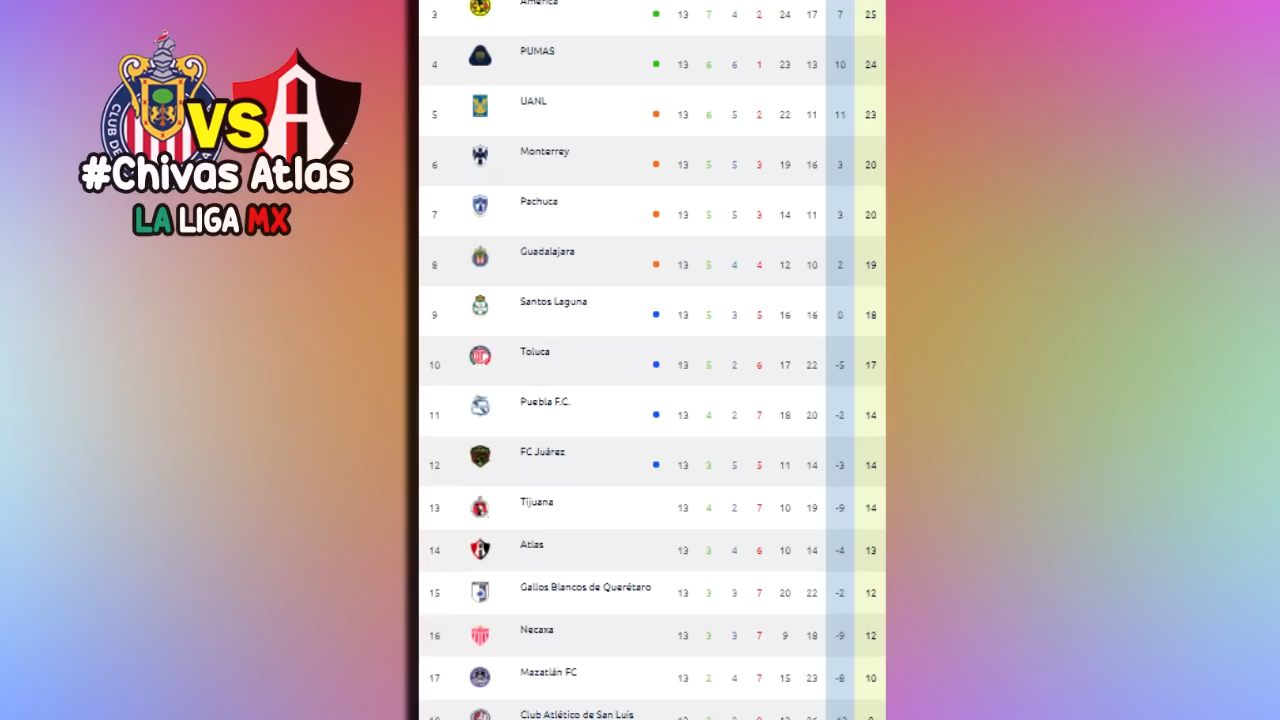 CLUB DE
VS
#Chivas Atlas
LA LIGA MX
3 América 13 7 4 2 24 17 7 25
4 PUMAS 13 6 6 1 23 13 10 24
5 UANL 13 6 5 2 22 11 11 23
6 Monterrey 13 5 5 3 19 16 3 20
7 Pachuca 13 5 5 3 14 11 3 20
8 Guadalajara 13 5 4 4 12 10 2 19
9 Santos Laguna 13 5 3 5 16 16 0 18
10 Toluca 13 5 2 6 17 22 -5 17
11 Puebla F.C. 13 4 2 7 18 20 -2 14
12 FC Juárez 13 3 5 5 11 14 -3 14
13 Tijuana 13 4 2 7 10 19 -9 14
14 Atlas 13 3 4 6 10 14 -4 13
15 Gallos Blancos de Querétaro 13 3 3 7 20 22 -2 12
16 Necaxa 13 3 3 7 9 18 -9 12
17 Mazatlán FC 13 2 4 7 15 23 -8 10
Club Atlético de San Luis